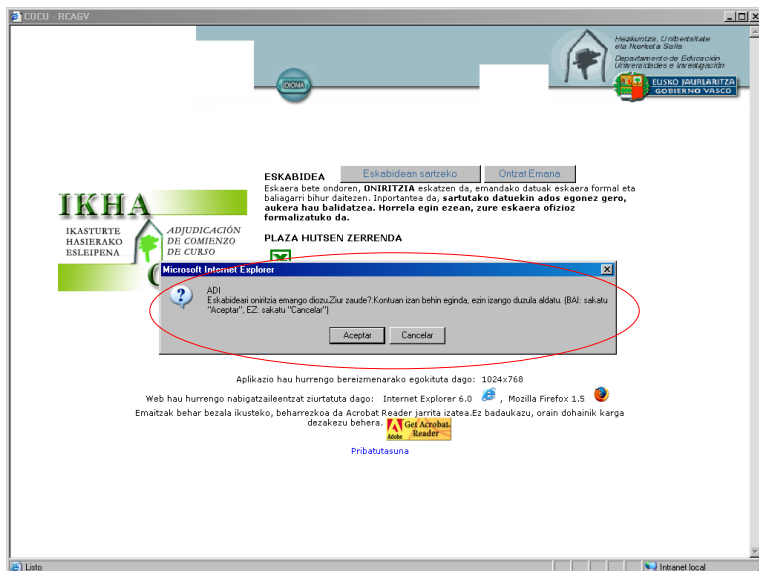 CDCU - RCAGV
Hezkuntza, Unibertsitate
eta Ikerketa Saila
Departamento de Educación
Universidades e Investigación
EUSKO JAURLARITZA
GOBIERNO VASCO
IDIOMA
ESKABIDEA
Eskabidean sartzeko
Ontzat Emana
Eskaera bete ondoren, ONIRITZIA eskatzen da, emandako datuak eskaera formal eta
baliagarri bihur daitezen. Inportantea da, sartutako datuekin ados egonez gero,
aukera hau balidatzea. Horrela egin ezean, zure eskaera ofizioz
formalizatuko da.
IKHA
IKASTURTE
HASIERAKO
ESLEIPENA
ADJUDICACIÓN
DE COMIENZO
DE CURSO
PLAZA HUTSEN ZERRENDA
Microsoft Internet Explorer
ADI
Eskabideari oniritzia emango diozu.Ziur zaude?.Kontuan izan behin eginda, ezin izango duzula aldatu. (BAI: sakatu
"Aceptar", EZ: sakatu "Cancelar")
Aceptar
Cancelar
Aplikazio hau hurrengo bereizmenarako egokituta dago: 1024x768
Web hau hurrengo nabigatzaileentzat ziurtatuta dago: Internet Explorer 6.0 , Mozilla Firefox 1.5
Emaitzak behar bezala ikusteko, beharrezkoa da Acrobat Reader jarrita izatea.Ez badaukazu, orain dohainik karga
dezakezu behera.
Get Acrobat
Adobe Reader
Pribatutasuna
Listo
Intranet local